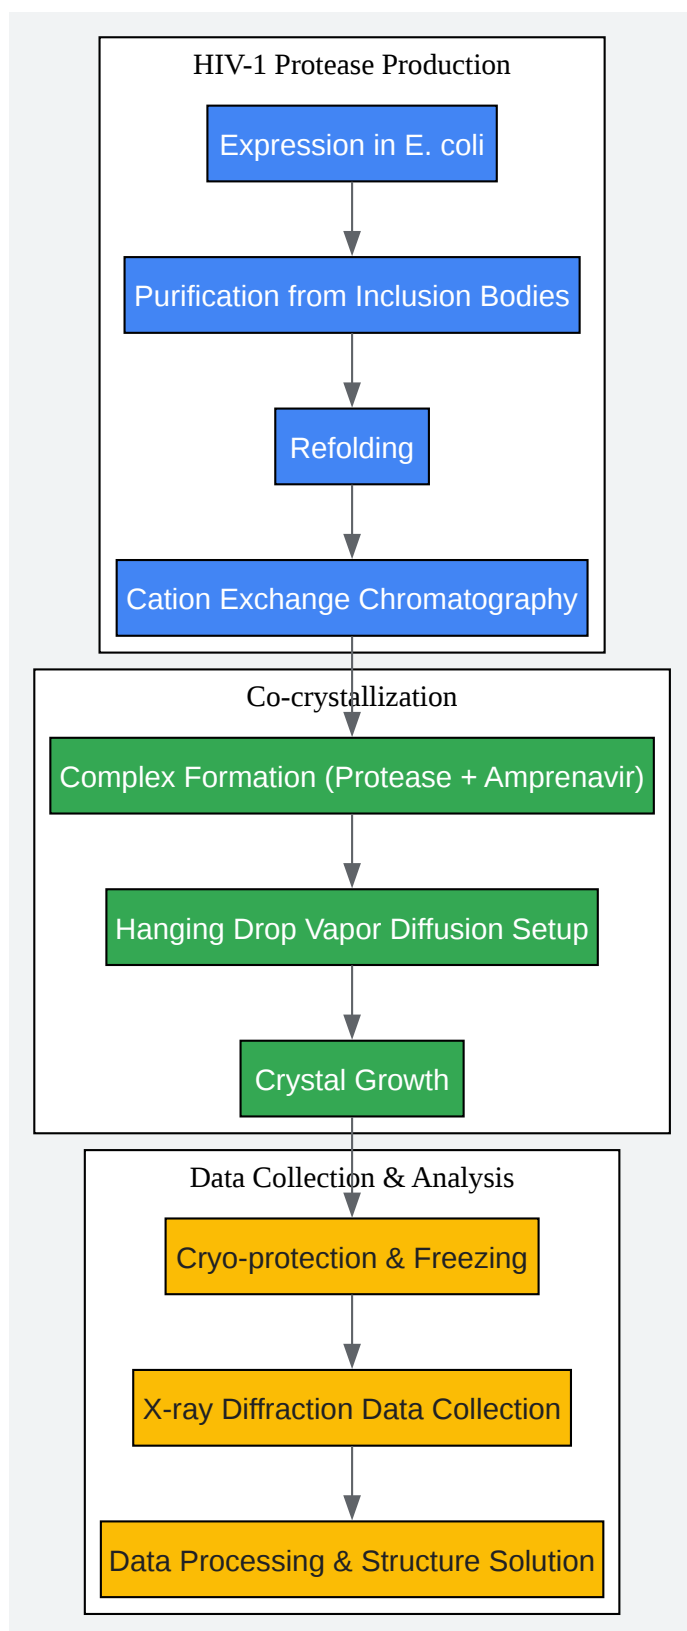 HIV-1 Protease Production
Expression in E. coli
Purification from Inclusion Bodies
Refolding
Cation Exchange Chromatography
Co-crystallization
Complex Formation (Protease + Amprenavir)
Hanging Drop Vapor Diffusion Setup
Crystal Growth
Data Collection & Analysis
Cryo-protection & Freezing
X-ray Diffraction Data Collection
Data Processing & Structure Solution